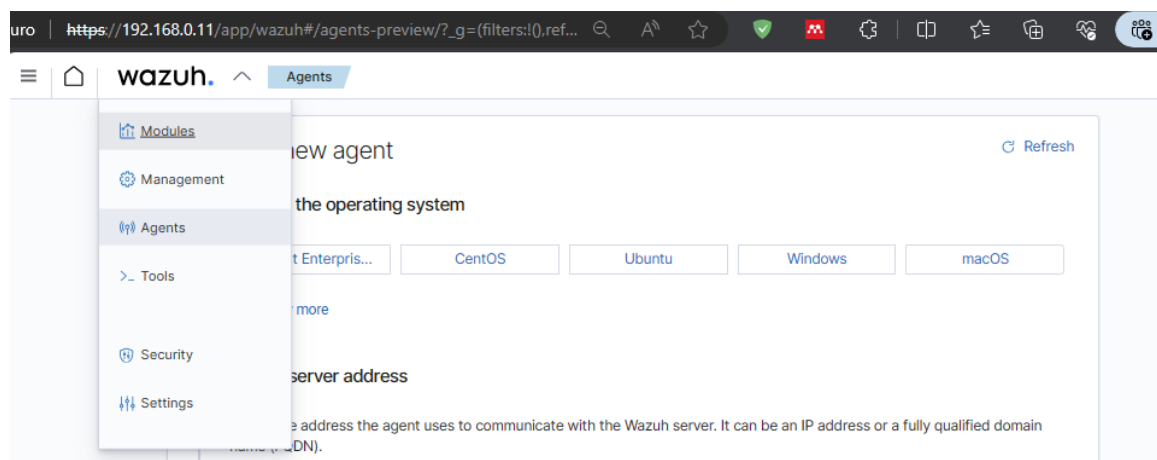 uro https://192.168.0.11/app/wazuh#/agents-preview/?_g=(filters:!(),ref...
wazuh. Agents
Modules
new agent
Refresh
Management
the operating system
Agents
t Enterpris... CentOS Ubuntu Windows macOS
>_ Tools
more
Security
server address
Settings
address the agent uses to communicate with the Wazuh server. It can be an IP address or a fully qualified domain
name (FQDN).